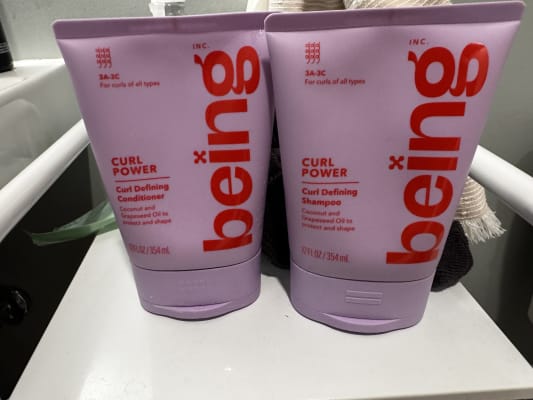 3A-3C
For curls of all types
INC.
being
CURL
POWER
Curl Defining
Conditioner
Coconut and
Grapeseed Oil to
protect and shape
FL OZ / 354 mL
3A-3C
For curls of all types
INC.
being
CURL
POWER
Curl Defining
Shampoo
Coconut and
Grapeseed Oil to
protect and shape
12 FL OZ / 354 mL